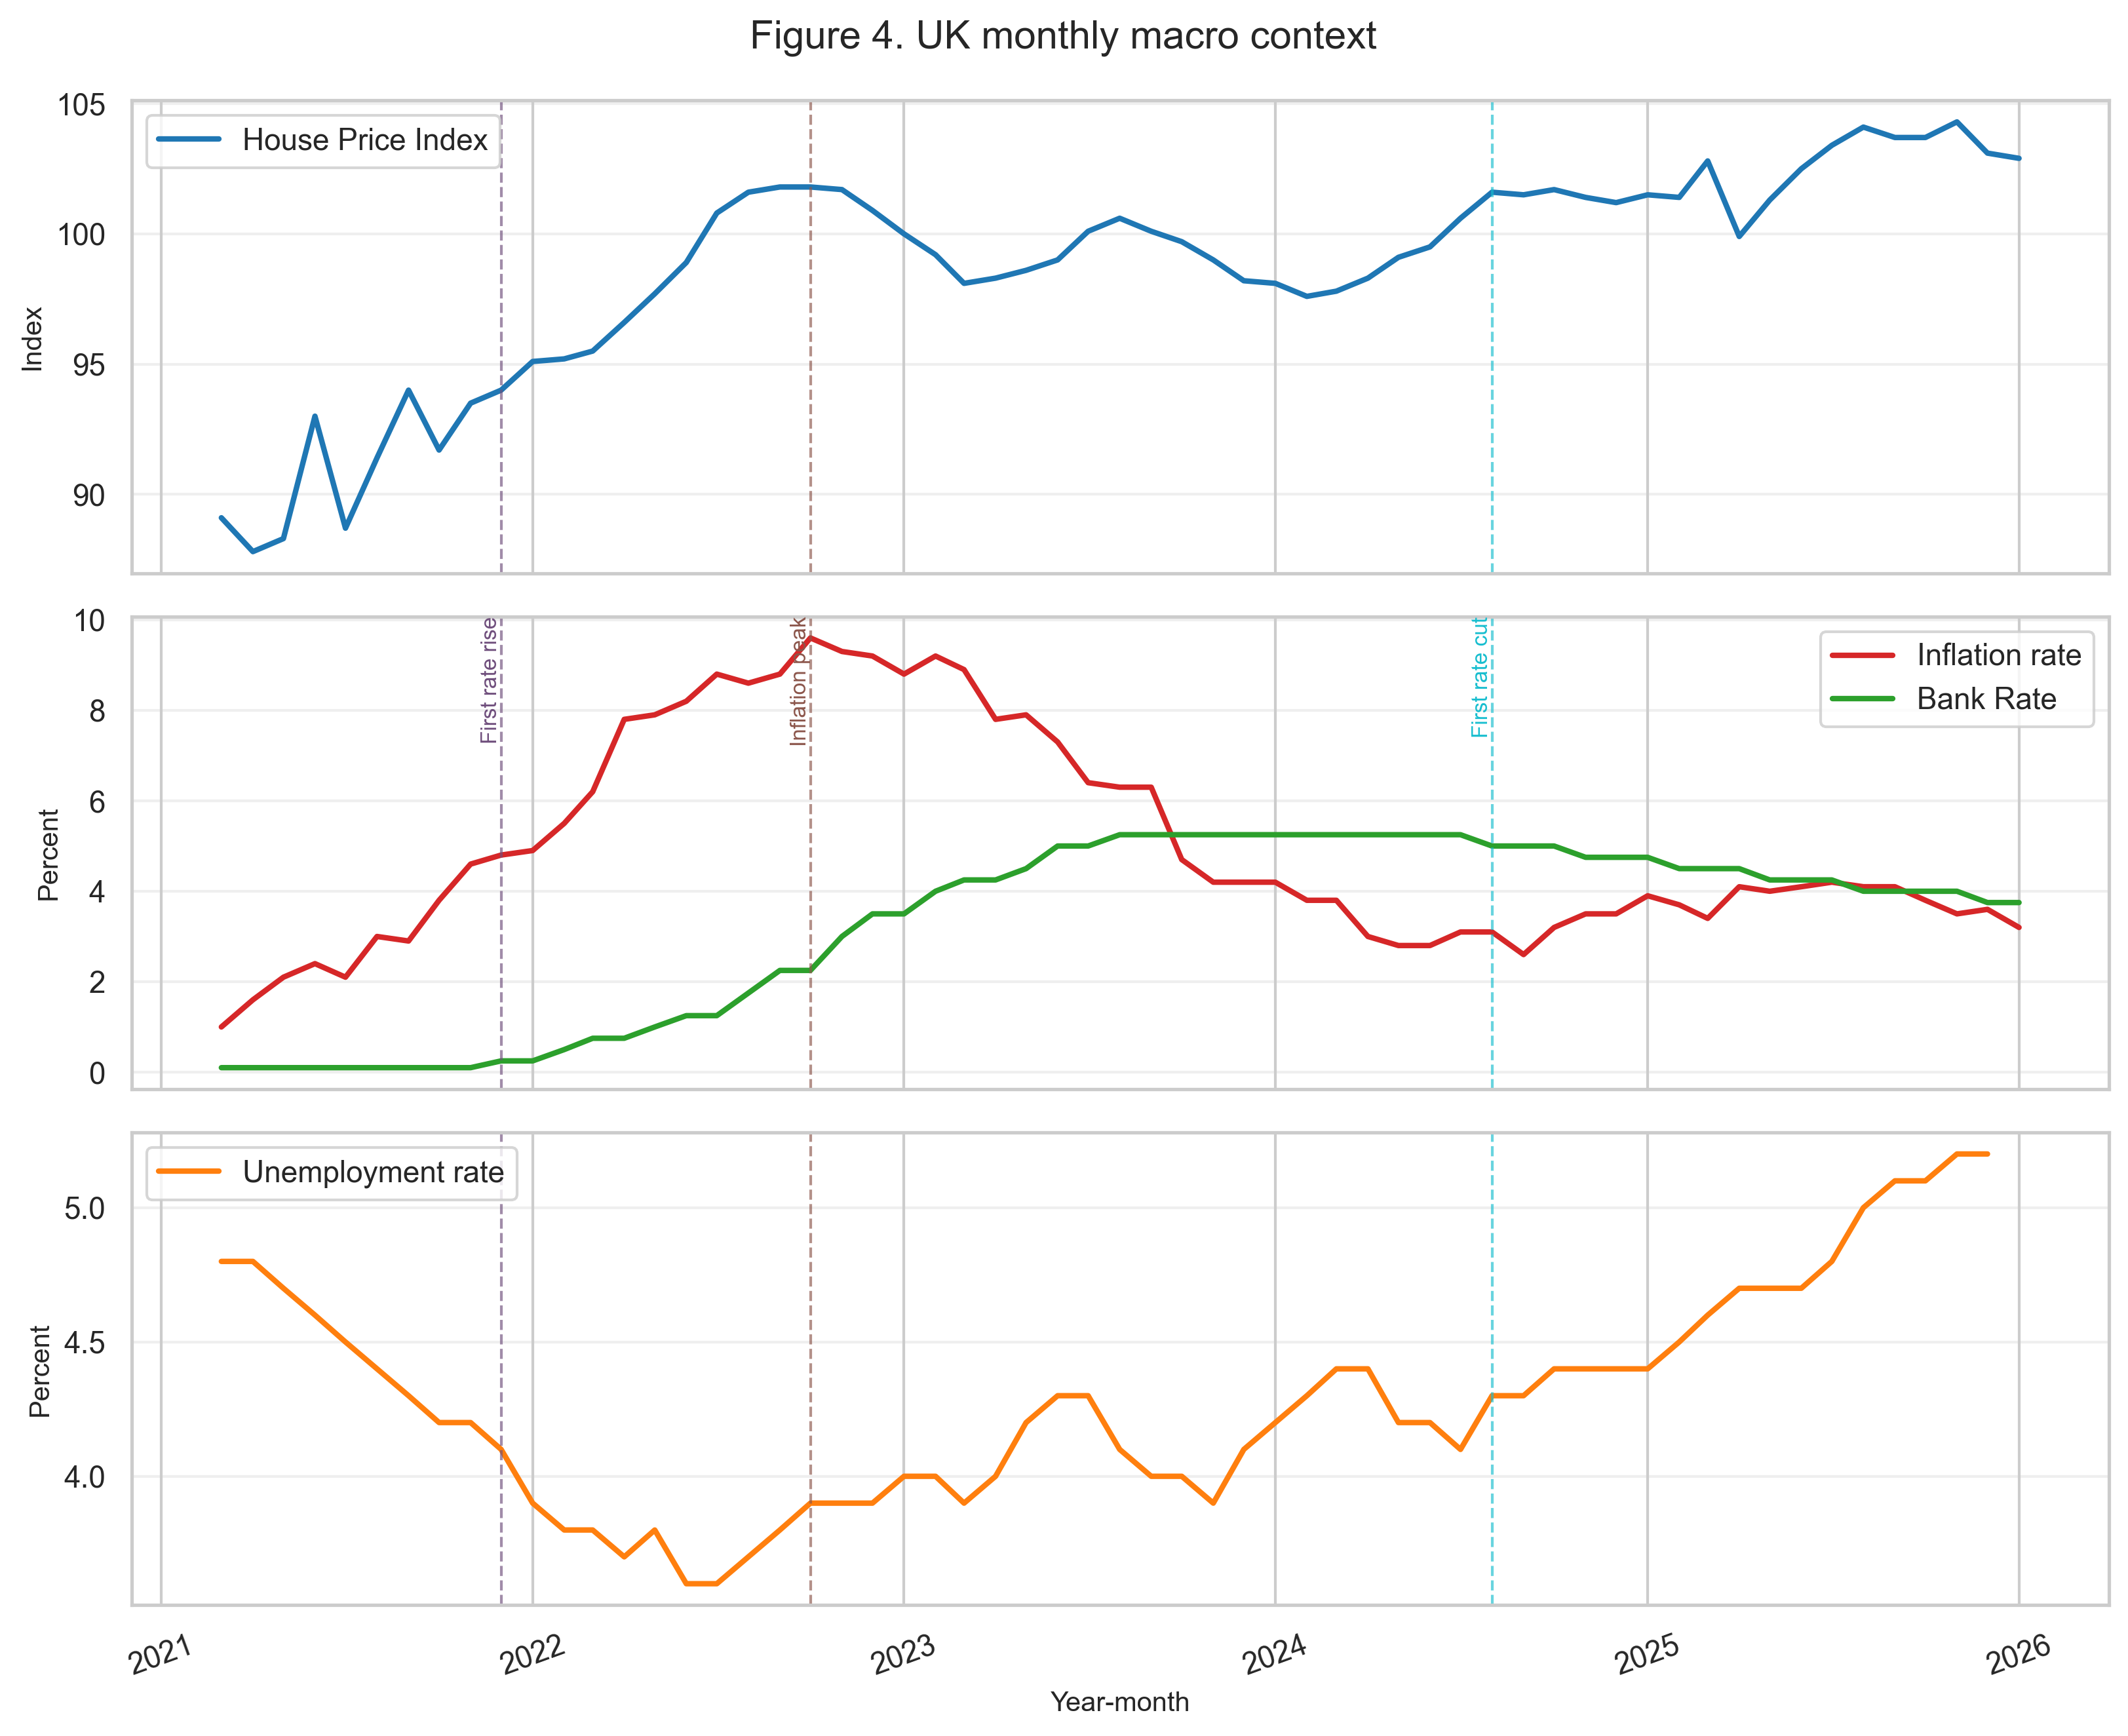 Figure 4. UK monthly macro context
105
100
95
90
Index
House Price Index
10
8
6
4
2
0
Percent
First rate rise
Inflation peak
First rate cut
Inflation rate
Bank Rate
5.0
4.5
4.0
Percent
Unemployment rate
2021
2022
2023
2024
2025
2026
Year-month